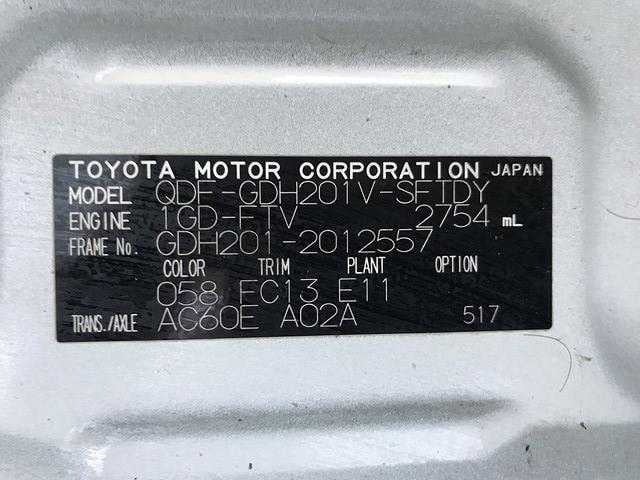 TOYOTA MOTOR CORPORATION JAPAN
MODEL QDF-GDH201V-SFTDY
ENGINE 1GD-FTV 2754 mL
FRAME No. GDH201-2012557
COLOR TRIM PLANT OPTION
058 FC13 E11
TRANS./AXLE AC60E A02A 517